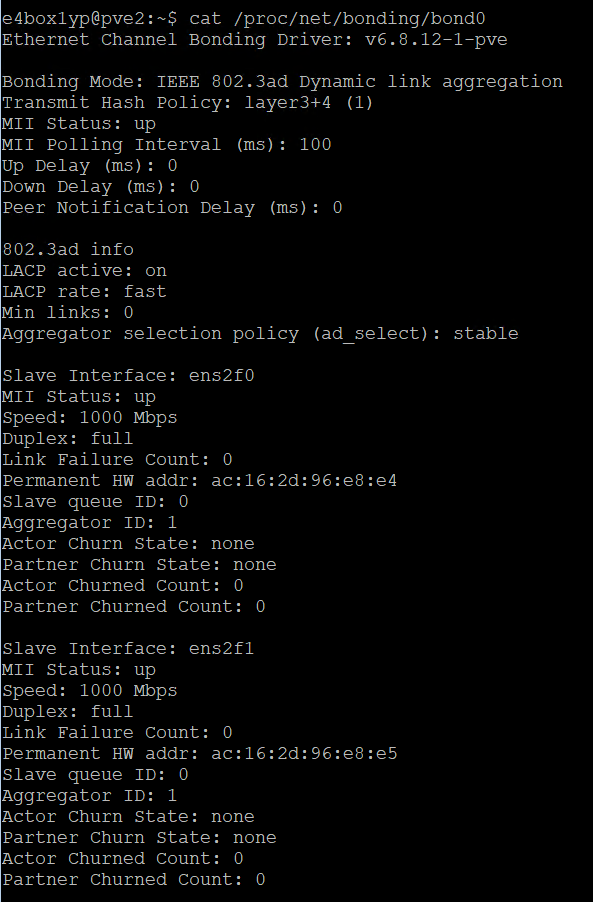 e4box1yp@pve2:~$ cat /proc/net/bonding/bond0
Ethernet Channel Bonding Driver: v6.8.12-1-pve
Bonding Mode: IEEE 802.3ad Dynamic link aggregation
Transmit Hash Policy: layer3+4 (1)
MII Status: up
MII Polling Interval (ms): 100
Up Delay (ms): 0
Down Delay (ms): 0
Peer Notification Delay (ms): 0
802.3ad info
LACP active: on
LACP rate: fast
Min links: 0
Aggregator selection policy (ad_select): stable
Slave Interface: ens2f0
MII Status: up
Speed: 1000 Mbps
Duplex: full
Link Failure Count: 0
Permanent HW addr: ac:16:2d:96:e8:e4
Slave queue ID: 0
Aggregator ID: 1
Actor Churn State: none
Partner Churn State: none
Actor Churned Count: 0
Partner Churned Count: 0
Slave Interface: ens2f1
MII Status: up
Speed: 1000 Mbps
Duplex: full
Link Failure Count: 0
Permanent HW addr: ac:16:2d:96:e8:e5
Slave queue ID: 0
Aggregator ID: 1
Actor Churn State: none
Partner Churn State: none
Actor Churned Count: 0
Partner Churned Count: 0